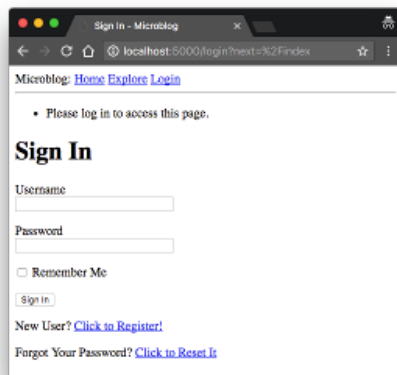 Sign In - Microblog
localhost:5000/login?next=%2Findex
Microblog: Home Explore Login
Please log in to access this page.
Sign In
Username
Password
Remember Me
Sign In
New User? Click to Register!
Forgot Your Password? Click to Reset It